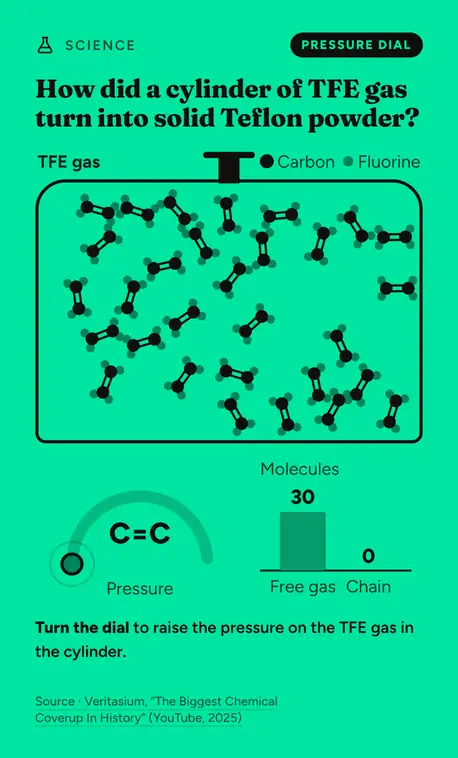 SCIENCE
PRESSURE DIAL
How did a cylinder of TFE gas
turn into solid Teflon powder?
TFE gas
Carbon
Fluorine
Molecules
30
0
C=C
Free gas
Chain
Pressure
Turn the dial to raise the pressure on the TFE gas in
the cylinder.
Source · Veritasium, “The Biggest Chemical
Coverup In History” (YouTube, 2025)